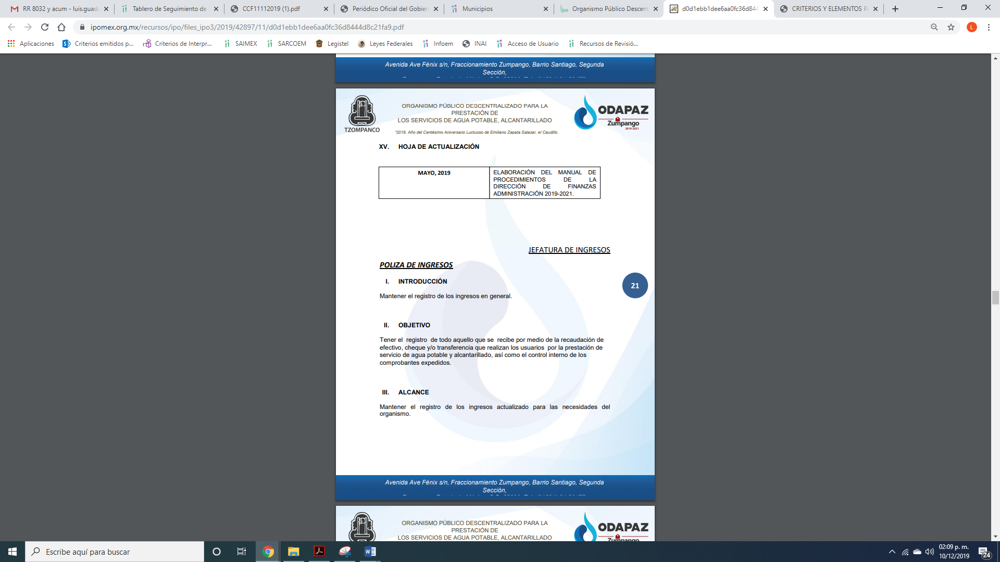 RR 8032 y acum - luis.guad
Tablero de Seguimiento de
CCF11112019 (1).pdf
Periódico Oficial del Gobier
Municipios
Organismo Público Descent
d0d1ebb1dee6aa0fc36d844
CRITERIOS Y ELEMENTOS P
ipomex.org.mx/recursos/ipo/files_ipo3/2019/42897/11/d0d1ebb1dee6aa0fc36d8444d8c21fa9.pdf
L
Aplicaciones
Criterios emitidos p...
Criterios de Interpr...
SAIMEX
SARCOEM
Legistel
Leyes Federales
Infoem
INAI
Acceso de Usuario
Recursos de Revisió...
Avenida Ave Fénix s/n, Fraccionamiento Zumpango, Barrio Santiago, Segunda
Sección,
TZOMPANCO
ORGANISMO PÚBLICO DESCENTRALIZADO PARA LA
PRESTACIÓN DE
LOS SERVICIOS DE AGUA POTABLE, ALCANTARILLADO
"2019. Año del Centésimo Aniversario Luctuoso de Emiliano Zapata Salazar, el Caudillo
ODAPAZ
Zumpango
2019-2021
XV. HOJA DE ACTUALIZACIÓN
MAYO, 2019
ELABORACIÓN DEL MANUAL DE
PROCEDIMIENTOS DE LA
DIRECCIÓN DE FINANZAS
ADMINISTRACIÓN 2019-2021.
JEFATURA DE INGRESOS
POLIZA DE INGRESOS
I. INTRODUCCIÓN
21
Mantener el registro de los ingresos en general.
II. OBJETIVO
Tener el registro de todo aquello que se recibe por medio de la recaudación de
efectivo, cheque y/o transferencia que realizan los usuarios por la prestación de
servicio de agua potable y alcantarillado, así como el control interno de los
comprobantes expedidos.
III. ALCANCE
Mantener el registro de los ingresos actualizado para las necesidades del
organismo.
Avenida Ave Fénix s/n, Fraccionamiento Zumpango, Barrio Santiago, Segunda
Sección,
ORGANISMO PÚBLICO DESCENTRALIZADO PARA LA
PRESTACIÓN DE
LOS SERVICIOS DE AGUA POTABLE, ALCANTARILLADO
ODAPAZ
Zumpango
Escribe aquí para buscar
02:09 p. m.
10/12/2019
24